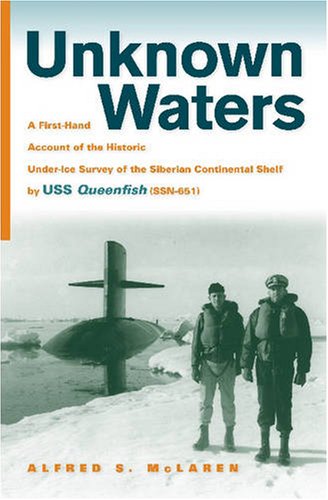 Unknown
Waters
A First-Hand
Account of the Historic
Under-Ice Survey of the Siberian Continental Shelf
by USS Queenfish (SSN-651)
ALFRED S. McLAREN